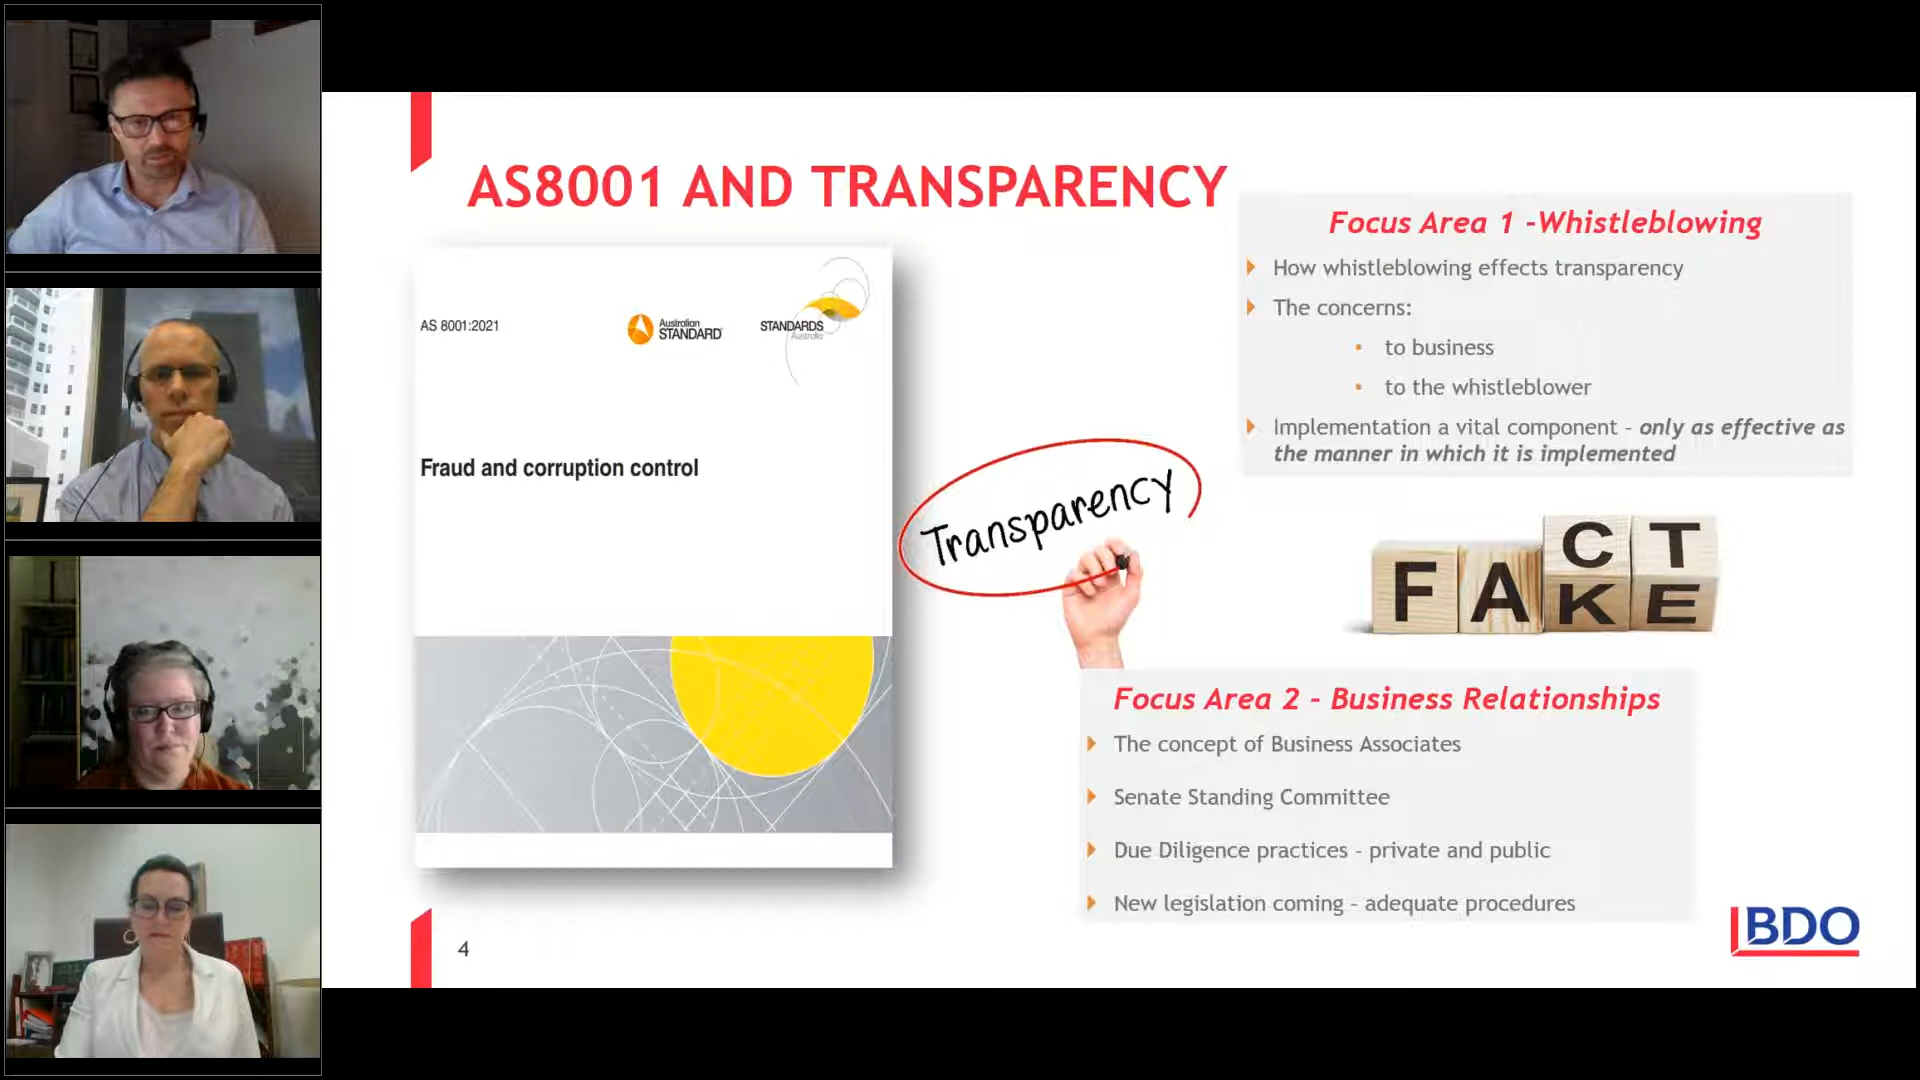 AS8001 AND TRANSPARENCY
AS 8001:2021
Australian
STANDARD
STANDARDS
Australia
Fraud and corruption control
Transparency
Focus Area 1 -Whistleblowing
How whistleblowing effects transparency
The concerns:
to business
to the whistleblower
Implementation a vital component - only as effective as
the manner in which it is implemented
CT
FAKE
Focus Area 2 - Business Relationships
The concept of Business Associates
Senate Standing Committee
Due Diligence practices - private and public
New legislation coming - adequate procedures
4
BDO